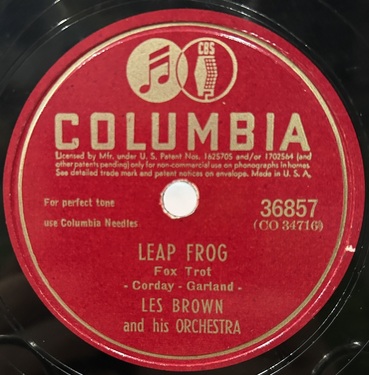 CBS
COLUMBIA
Licensed by Mfr. under U. S. Patent Nos. 1625705 and/or 1702564 (and
other patents pending) only for non-commercial use on phonographs in homes.
See detailed trade mark and patent notices on envelope. Made in U. S. A.
For perfect tone
use Columbia Needles
36857
(CO 34716)
LEAP FROG
Fox Trot
- Corday - Garland -
LES BROWN
and his ORCHESTRA